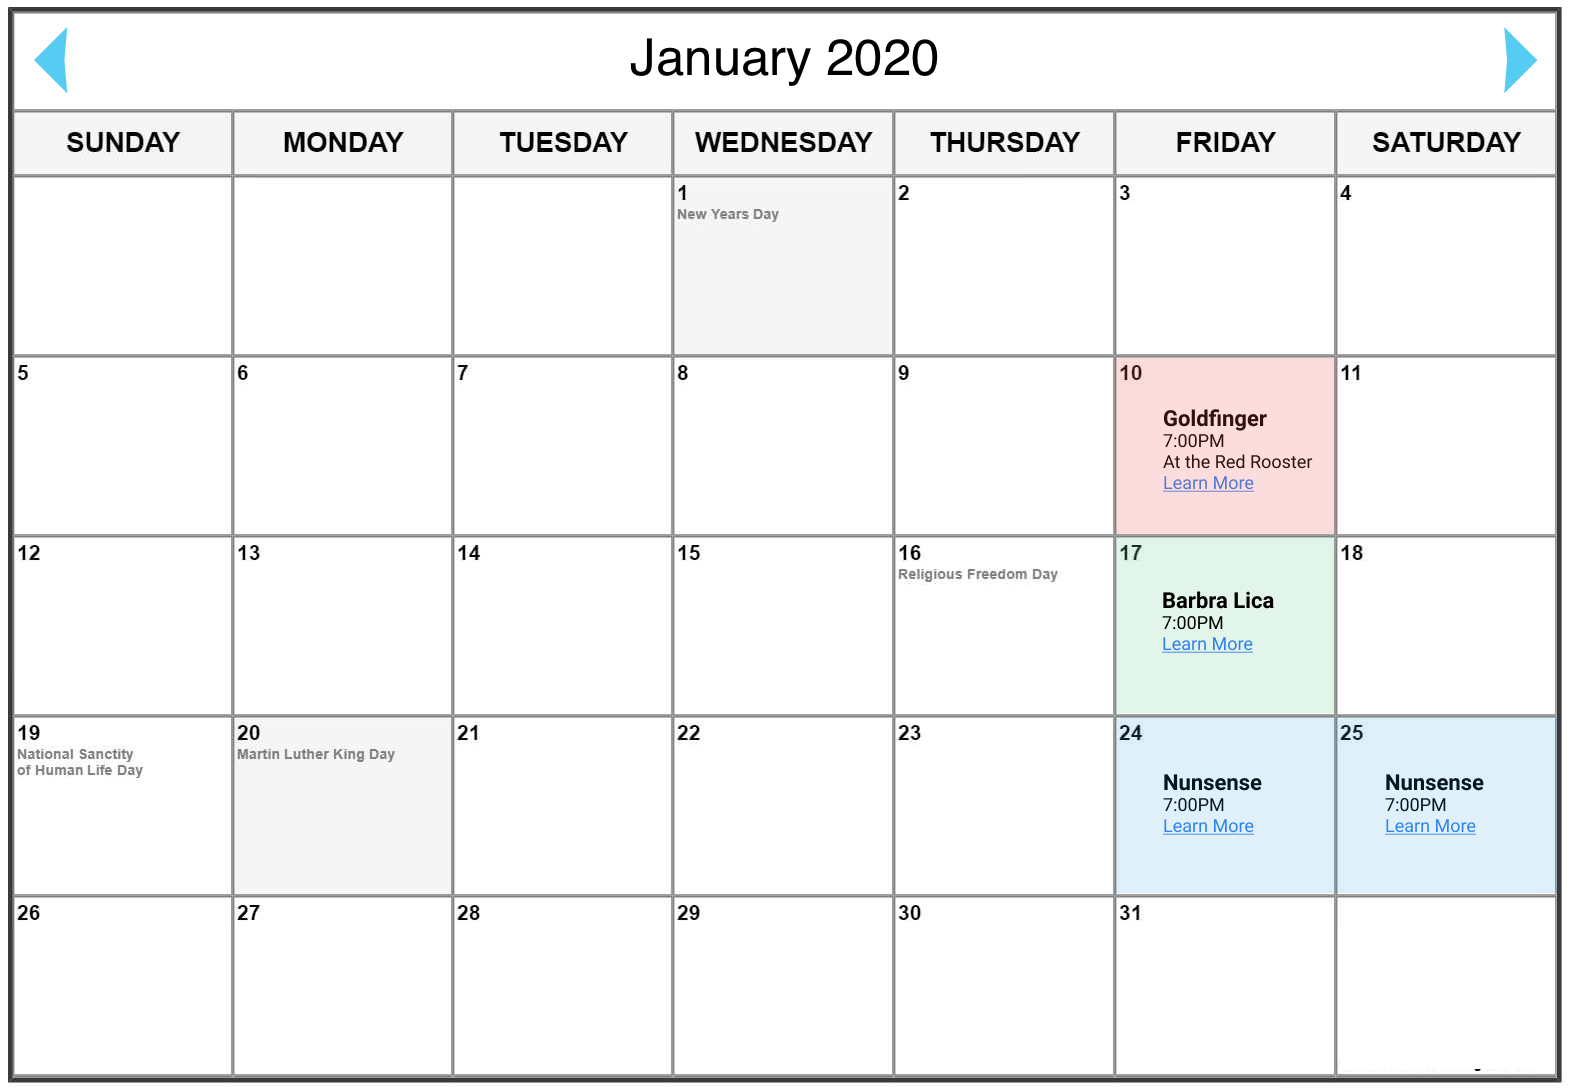 January 2020
SUNDAY MONDAY TUESDAY WEDNESDAY THURSDAY FRIDAY SATURDAY
1 2 3 4
New Years Day
5 6 7 8 9 10 11
Goldfinger
7:00PM
At the Red Rooster
Learn More
12 13 14 15 16 17 18
Religious Freedom Day
Barbra Lica
7:00PM
Learn More
19 20 21 22 23 24 25
National Sanctity
of Human Life Day
Martin Luther King Day
Nunsense
7:00PM
Learn More
Nunsense
7:00PM
Learn More
26 27 28 29 30 31